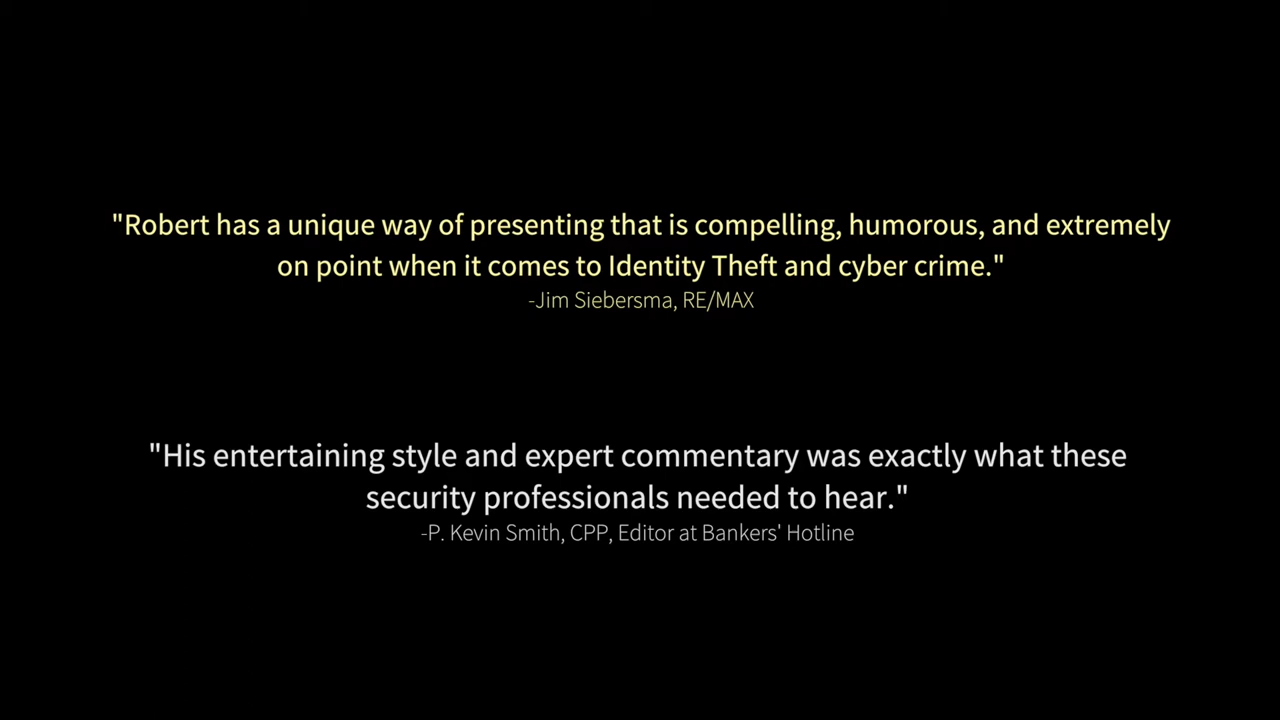 "Robert has a unique way of presenting that is compelling, humorous, and extremely
on point when it comes to Identity Theft and cyber crime."
-Jim Siebersma, RE/MAX
"His entertaining style and expert commentary was exactly what these
security professionals needed to hear."
-P. Kevin Smith, CPP, Editor at Bankers' Hotline